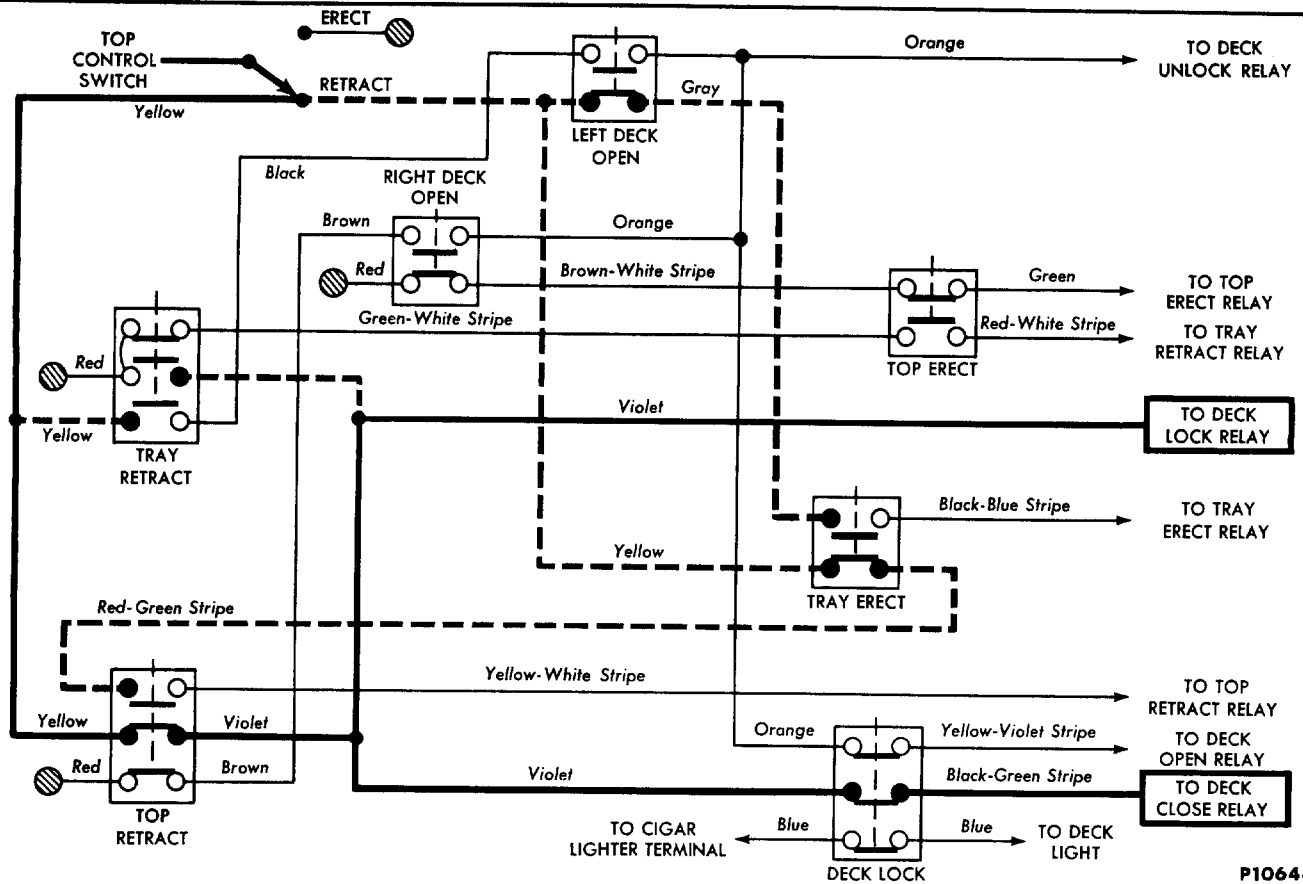 ERECT
TOP
CONTROL
SWITCH
RETRACT
Yellow
Orange
TO DECK
UNLOCK RELAY
Gray
LEFT DECK
OPEN
Black
RIGHT DECK
OPEN
Brown
Orange
Red
Brown-White Stripe
Green
TO TOP
ERECT RELAY
Green-White Stripe
Red-White Stripe
TO TRAY
RETRACT RELAY
TOP ERECT
Red
Yellow
TRAY
RETRACT
Violet
TO DECK
LOCK RELAY
Black-Blue Stripe
TO TRAY
ERECT RELAY
Yellow
TRAY ERECT
Red-Green Stripe
Yellow-White Stripe
TO TOP
RETRACT RELAY
Yellow
Violet
Orange
Yellow-Violet Stripe
TO DECK
OPEN RELAY
Red
Brown
Violet
Black-Green Stripe
TO DECK
CLOSE RELAY
TOP
RETRACT
TO CIGAR
LIGHTER TERMINAL
Blue
Blue
TO DECK
LIGHT
DECK LOCK